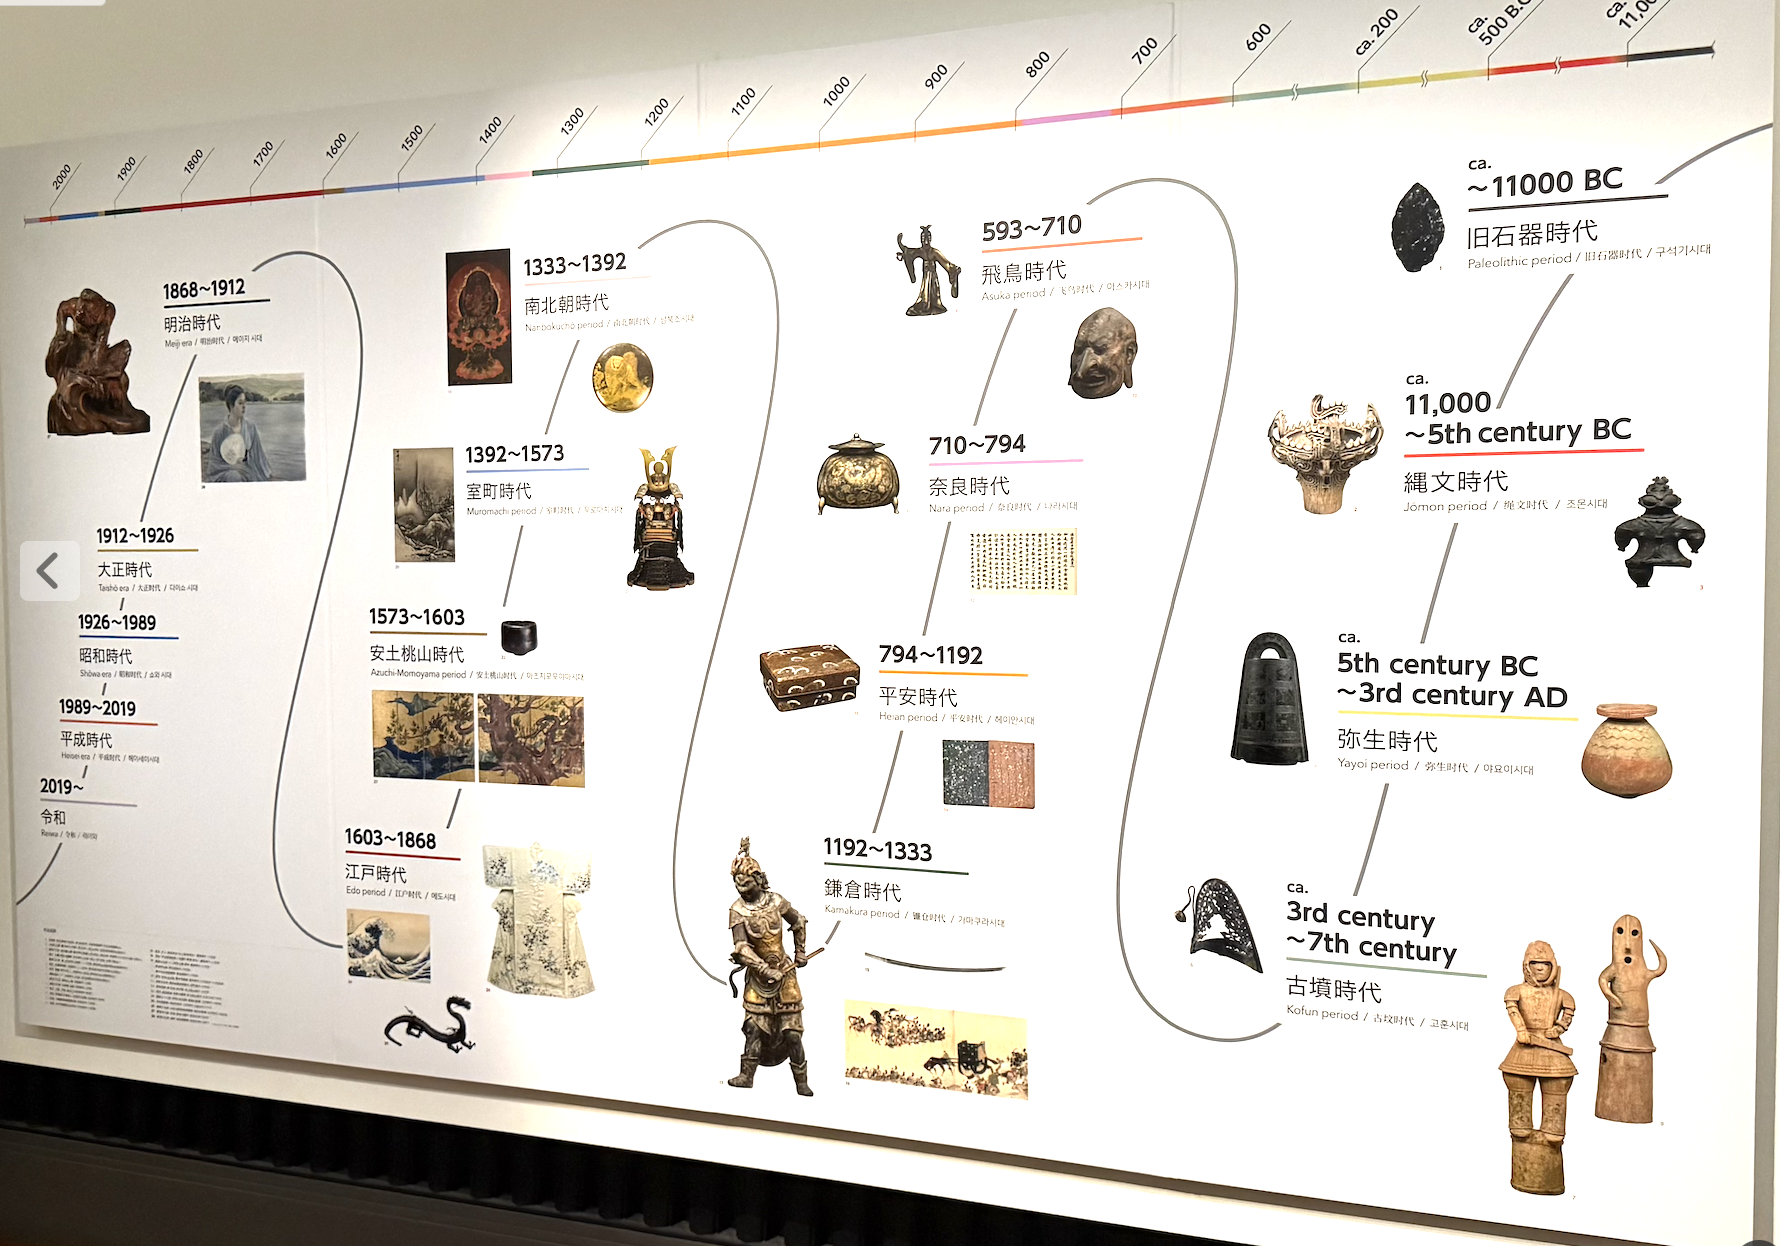 2000
1900
1800
1700
1600
1500
1400
1300
1200
1100
1000
900
800
700
600
ca. 200
ca.
500 B.C
ca.
11,00
ca.
~11000 BC
旧石器時代
Paleolithic period / 旧石器时代 / 구석기시대
ca.
11,000
~5th century BC
縄文時代
Jōmon period / 绳文时代 / 조몬시대
ca.
5th century BC
~3rd century AD
弥生時代
Yayoi period / 弥生时代 / 야요이시대
ca.
3rd century
~7th century
古墳時代
Kofun period / 古坟时代 / 고훈시대
593~710
飛鳥時代
Asuka period / 飞鸟时代 / 아스카시대
710~794
奈良時代
Nara period / 奈良时代 / 나라시대
794~1192
平安時代
Heian period / 平安时代 / 헤이안시대
1192~1333
鎌倉時代
Kamakura period / 镰仓时代 / 가마쿠라시대
1333~1392
南北朝時代
Nanbokucho period / 南北朝时代 / 남북조시대
1392~1573
室町時代
Muromachi period / 室町时代 / 무로마치시대
1573~1603
安土桃山時代
Azuchi-Momoyama period / 安土桃山时代 / 아즈치모모야마시대
1603~1868
江戸時代
Edo period / 江户时代 / 에도시대
1868~1912
明治時代
Meiji era / 明治时代 / 메이지 시대
1912~1926
大正時代
Taishō era / 大正时代 / 다이쇼 시대
1926~1989
昭和時代
Shōwa era / 昭和时代 / 쇼와 시대
1989~2019
平成時代
Heisei era / 平成时代 / 헤이세이시대
2019~
令和
Reiwa / 令和 / 레이와